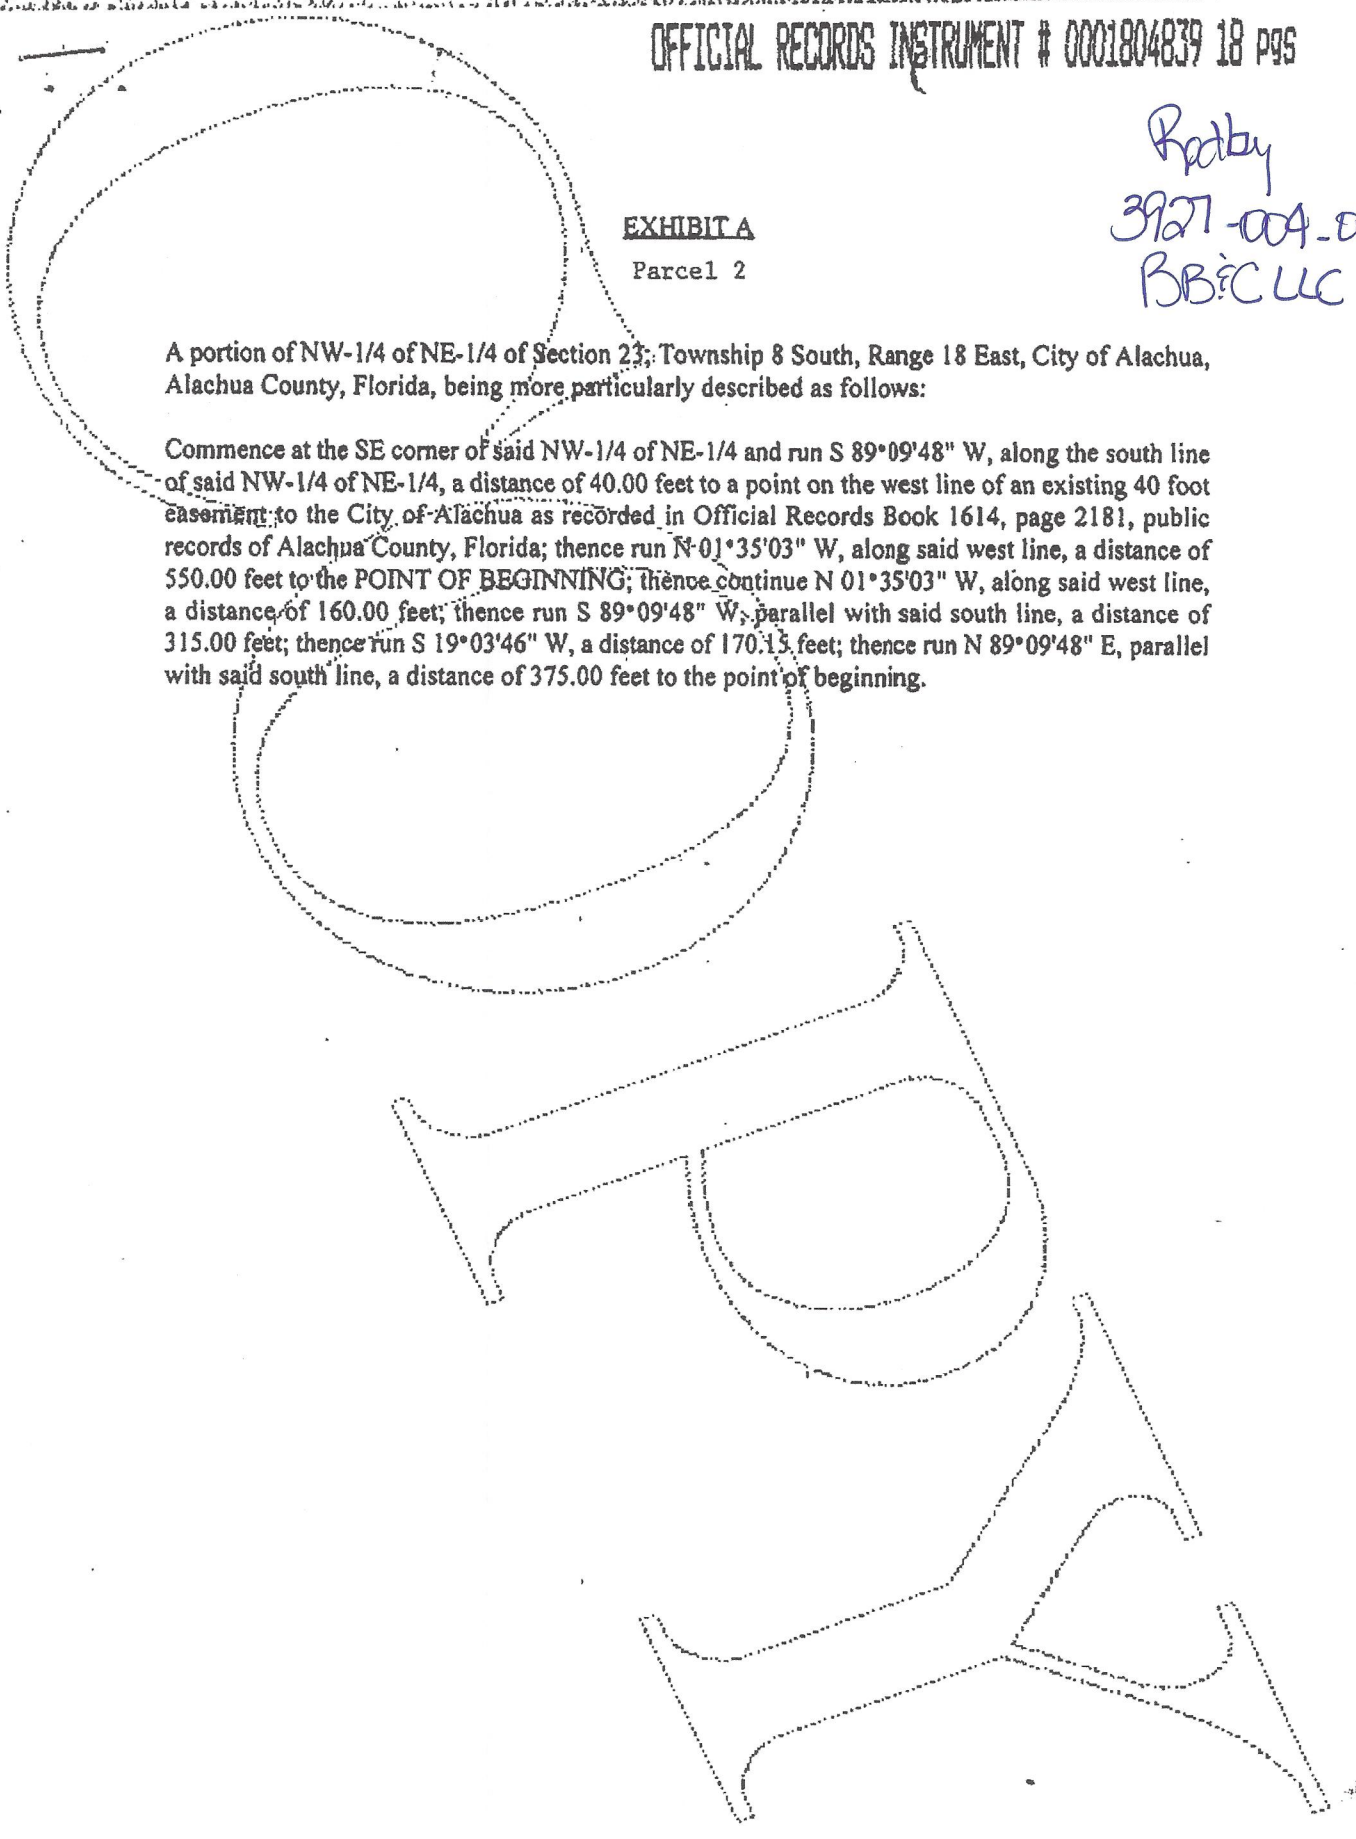 OFFICIAL RECORDS INSTRUMENT # 0001804839 18 pgs
Rodby
3927-004-0
BB&C LLC
EXHIBIT A
Parcel 2
A portion of NW-1/4 of NE-1/4 of Section 23, Township 8 South, Range 18 East, City of Alachua,
Alachua County, Florida, being more particularly described as follows:
Commence at the SE corner of said NW-1/4 of NE-1/4 and run S 89°09'48" W, along the south line
of said NW-1/4 of NE-1/4, a distance of 40.00 feet to a point on the west line of an existing 40 foot
easement to the City of Alachua as recorded in Official Records Book 1614, page 2181, public
records of Alachua County, Florida; thence run N 01°35'03" W, along said west line, a distance of
550.00 feet to the POINT OF BEGINNING; thence continue N 01°35'03" W, along said west line,
a distance of 160.00 feet; thence run S 89°09'48" W, parallel with said south line, a distance of
315.00 feet; thence run S 19°03'46" W, a distance of 170.15 feet; thence run N 89°09'48" E, parallel
with said south line, a distance of 375.00 feet to the point of beginning.
COPY